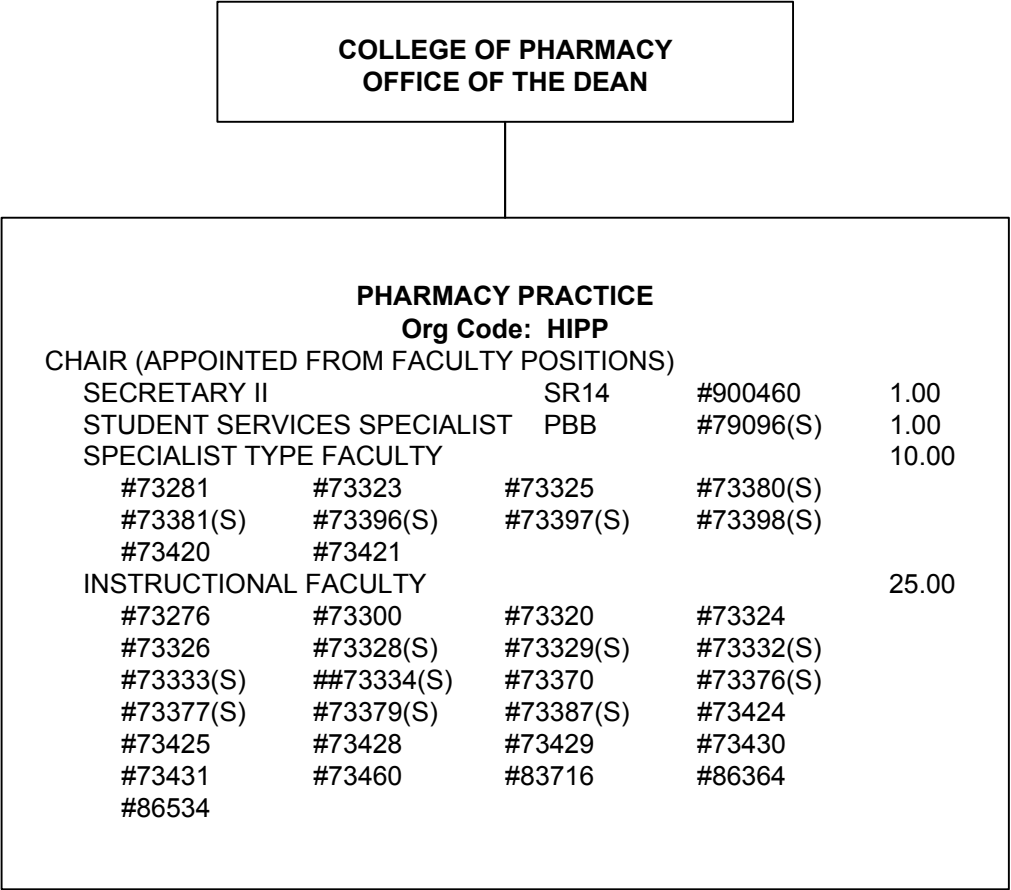 COLLEGE OF PHARMACY
OFFICE OF THE DEAN
PHARMACY PRACTICE
Org Code: HIPP
CHAIR (APPOINTED FROM FACULTY POSITIONS)
SECRETARY II SR14 #900460 1.00
STUDENT SERVICES SPECIALIST PBB #79096(S) 1.00
SPECIALIST TYPE FACULTY 10.00
#73281 #73323 #73325 #73380(S)
#73381(S) #73396(S) #73397(S) #73398(S)
#73420 #73421
INSTRUCTIONAL FACULTY 25.00
#73276 #73300 #73320 #73324
#73326 #73328(S) #73329(S) #73332(S)
#73333(S) ##73334(S) #73370 #73376(S)
#73377(S) #73379(S) #73387(S) #73424
#73425 #73428 #73429 #73430
#73431 #73460 #83716 #86364
#86534